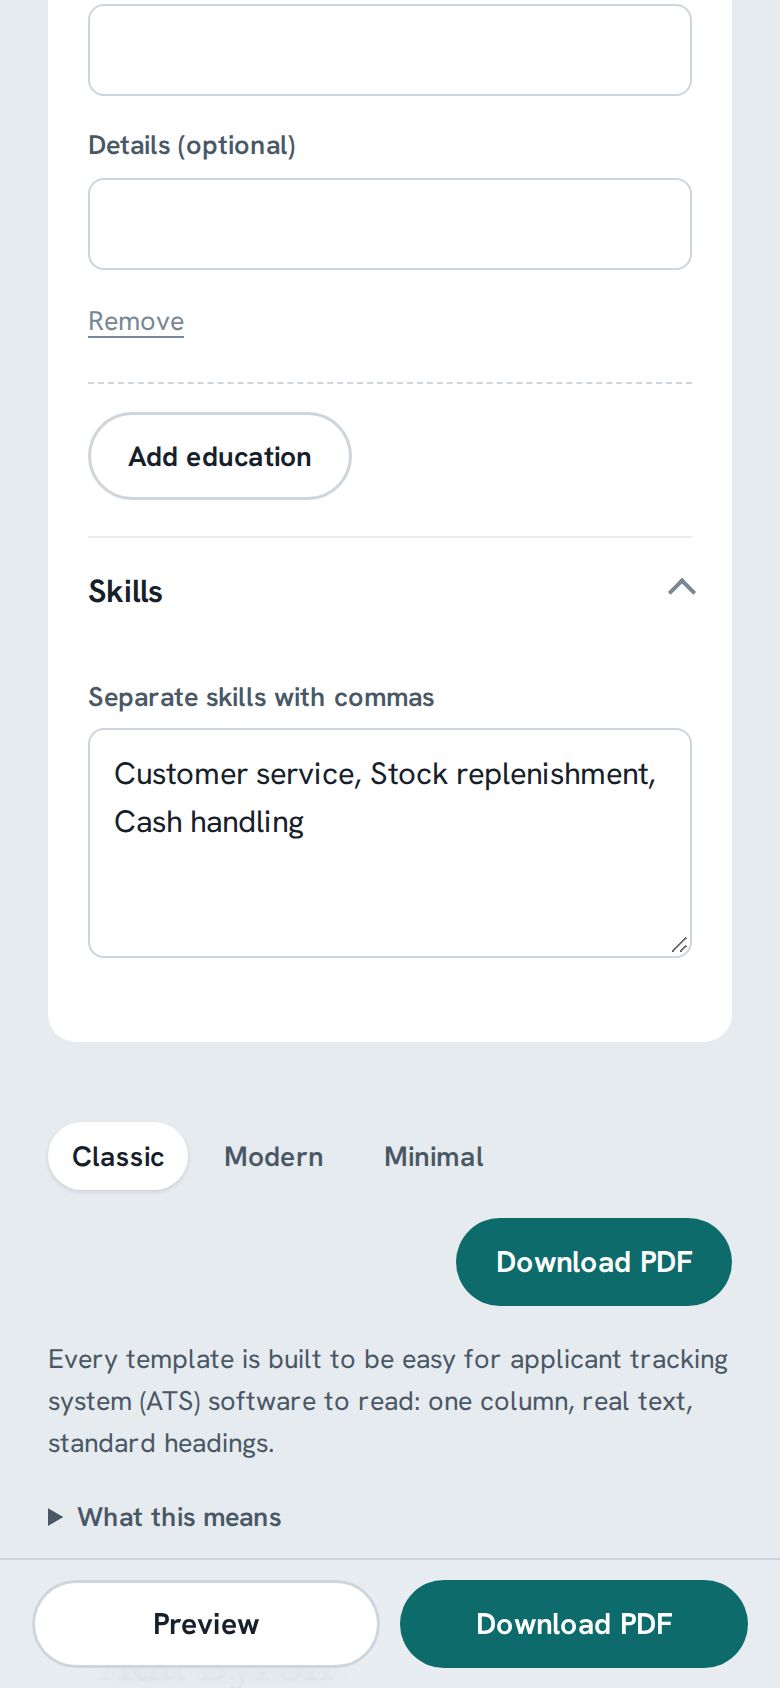 Details (optional)
Remove
Add education
Skills
Separate skills with commas
Customer service, Stock replenishment,
Cash handling
Classic Modern Minimal
Download PDF
Every template is built to be easy for applicant tracking
system (ATS) software to read: one column, real text,
standard headings.
What this means
Preview Download PDF
Ada Byron